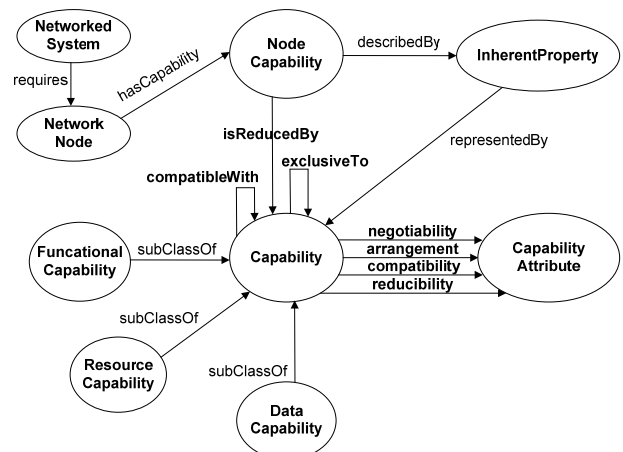 Networked
System
requires
Network
Node
hasCapability
Node
Capability
describedBy
InherentProperty
isReducedBy
representedBy
exclusiveTo
compatibleWith
Funcational
Capability
subClassOf
Capability
negotiability
arrangement
compatibility
reducibility
Capability
Attribute
subClassOf
Resource
Capability
subClassOf
Data
Capability